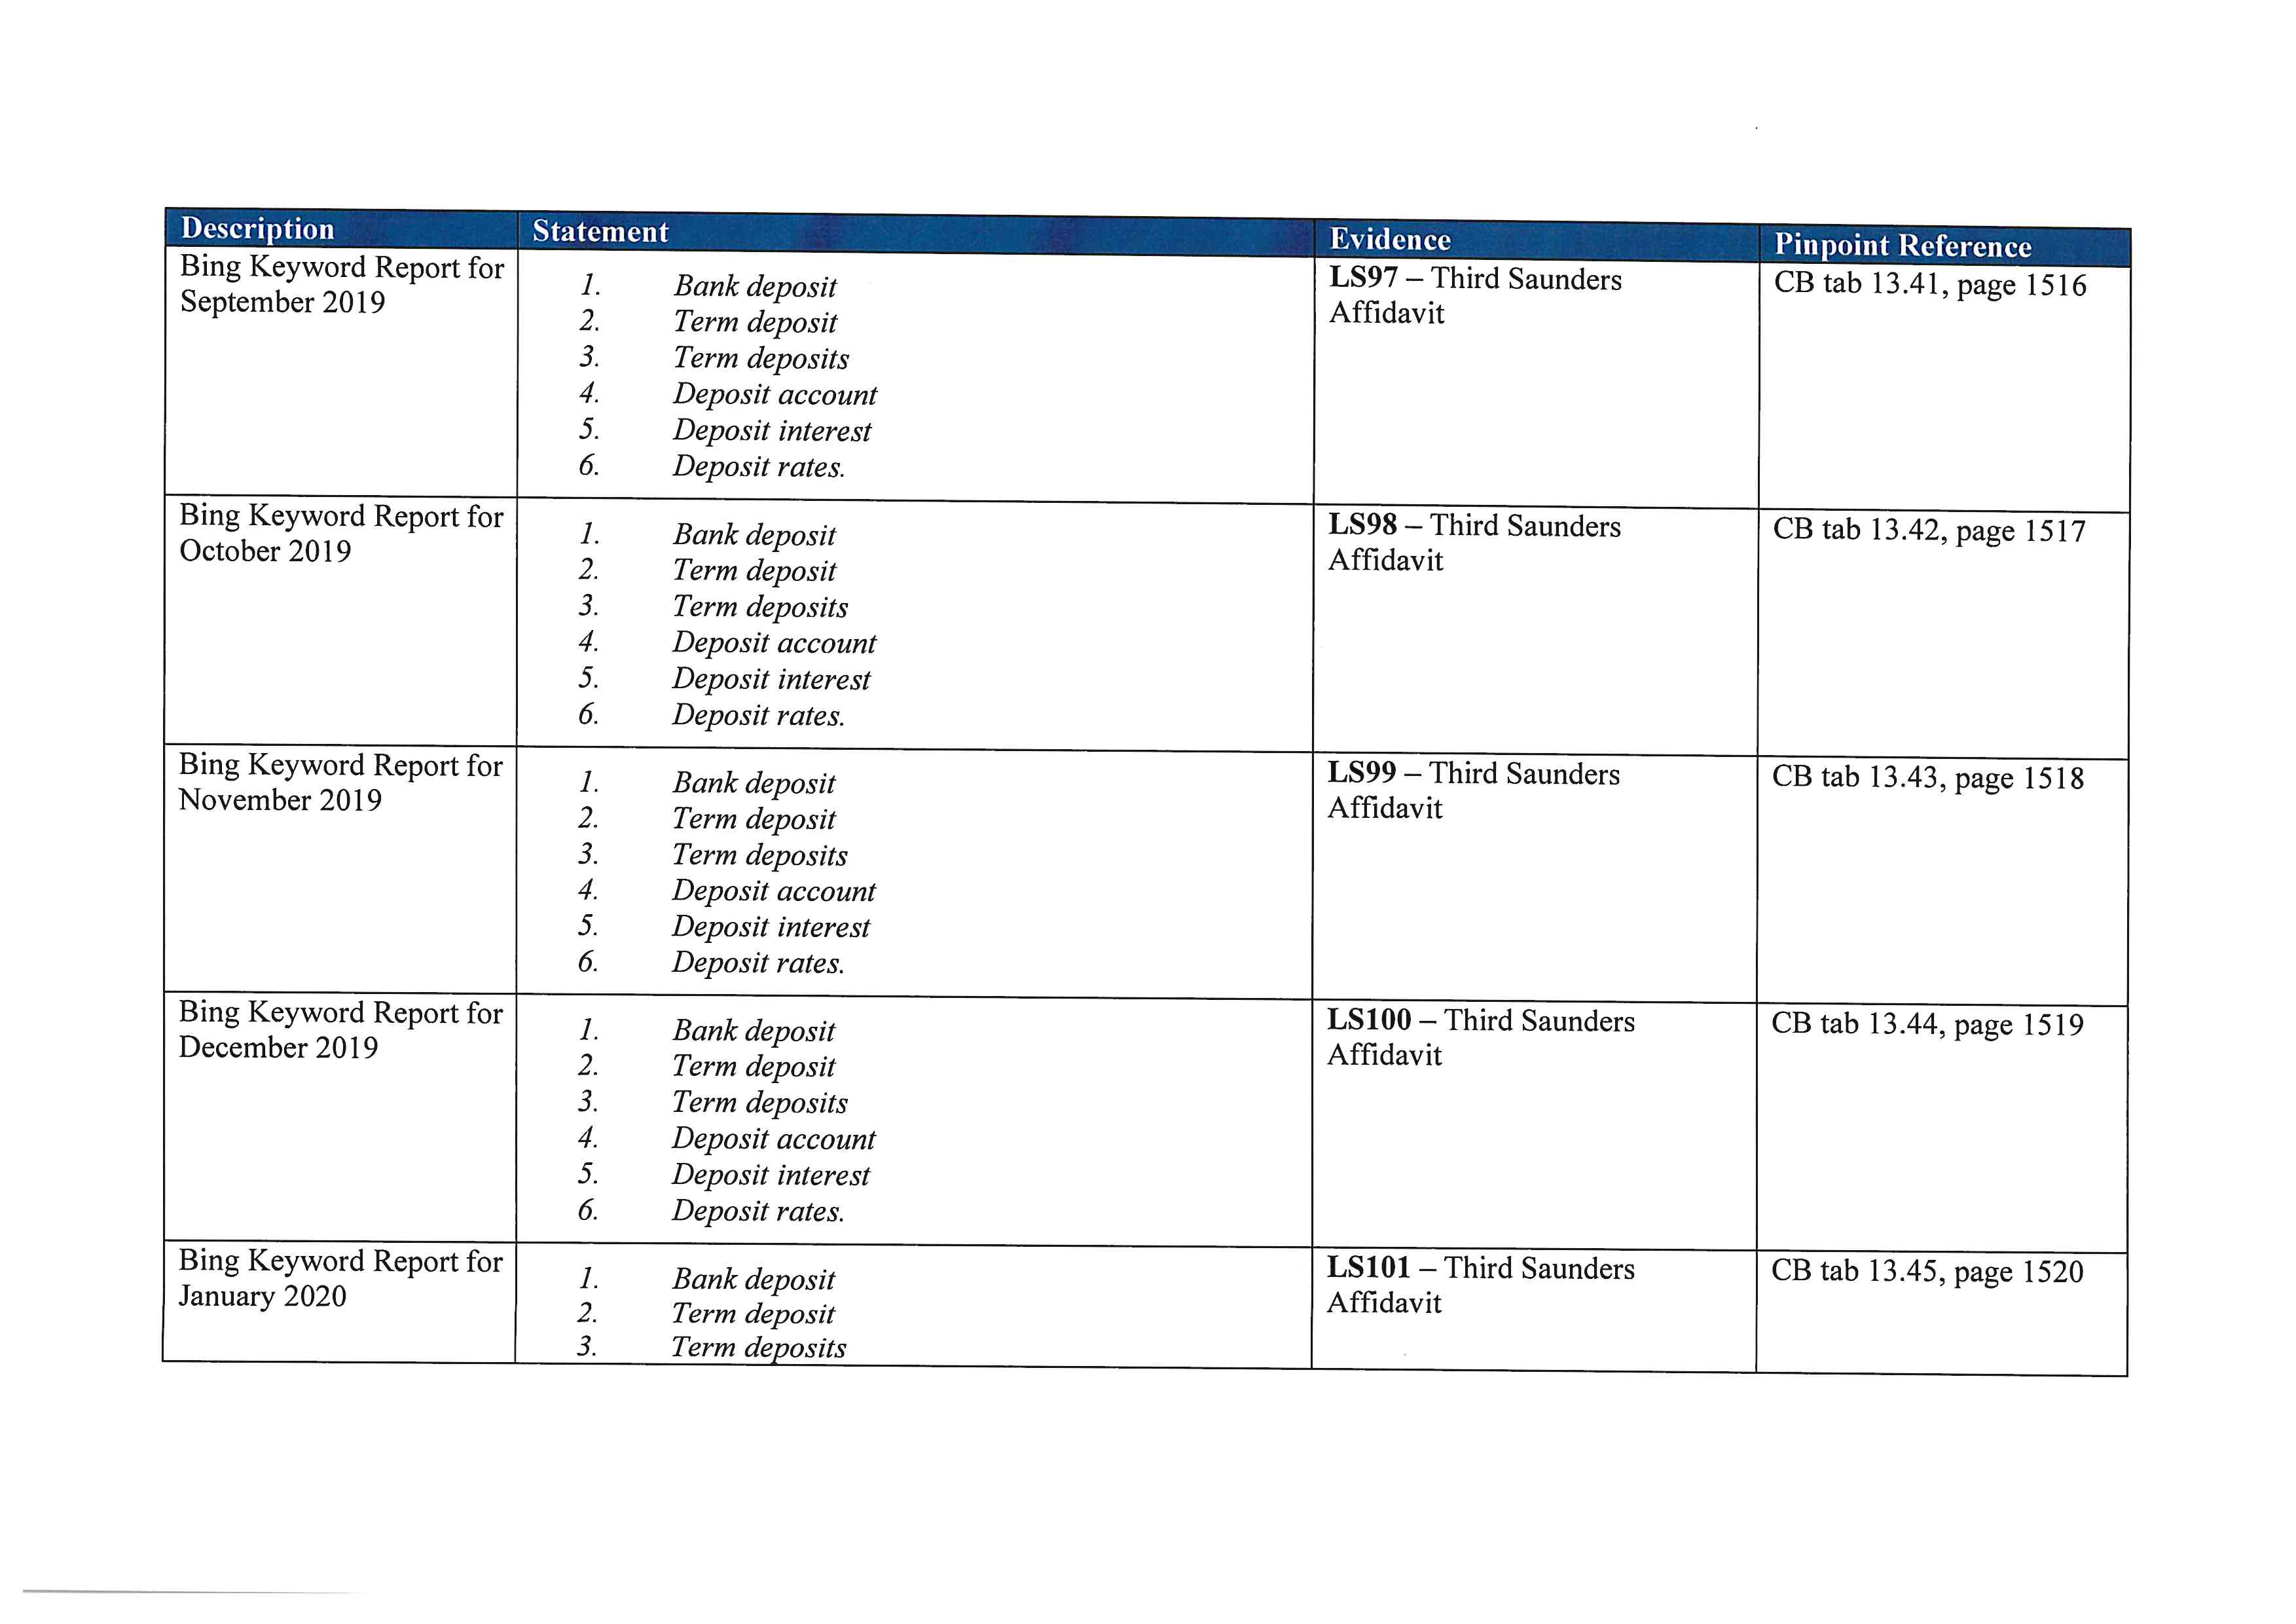 Description Statement Evidence Pinpoint Reference
Bing Keyword Report for
September 2019
1. Bank deposit
2. Term deposit
3. Term deposits
4. Deposit account
5. Deposit interest
6. Deposit rates.
LS97 – Third Saunders
Affidavit
CB tab 13.41, page 1516
Bing Keyword Report for
October 2019
1. Bank deposit
2. Term deposit
3. Term deposits
4. Deposit account
5. Deposit interest
6. Deposit rates.
LS98 – Third Saunders
Affidavit
CB tab 13.42, page 1517
Bing Keyword Report for
November 2019
1. Bank deposit
2. Term deposit
3. Term deposits
4. Deposit account
5. Deposit interest
6. Deposit rates.
LS99 – Third Saunders
Affidavit
CB tab 13.43, page 1518
Bing Keyword Report for
December 2019
1. Bank deposit
2. Term deposit
3. Term deposits
4. Deposit account
5. Deposit interest
6. Deposit rates.
LS100 – Third Saunders
Affidavit
CB tab 13.44, page 1519
Bing Keyword Report for
January 2020
1. Bank deposit
2. Term deposit
3. Term deposits
LS101 – Third Saunders
Affidavit
CB tab 13.45, page 1520